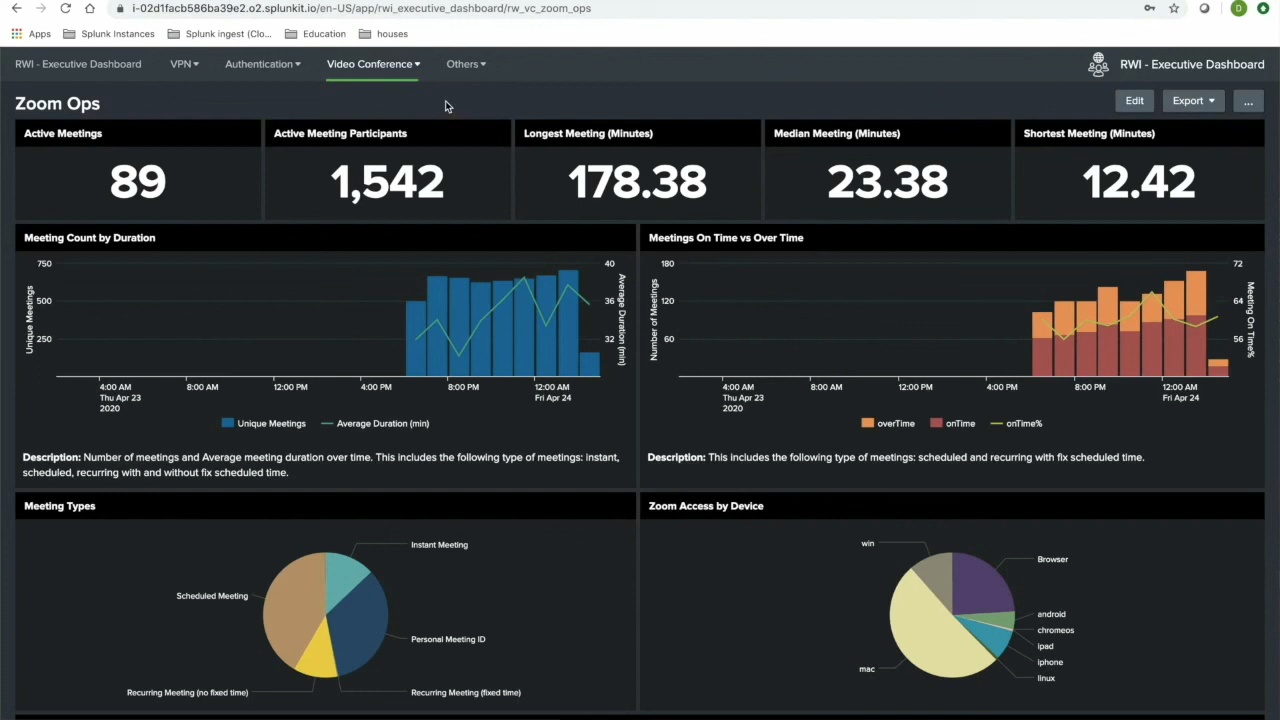 i-02d1facb586ba39e2.o2.splunkit.io/en-US/app/rwi_executive_dashboard/rw_vc_zoom_ops
D
Apps Splunk Instances Splunk ingest (Clo... Education houses
RWI - Executive Dashboard VPN Authentication Video Conference Others RWI - Executive Dashboard
Zoom Ops
Edit Export ...
Active Meetings
89
Active Meeting Participants
1,542
Longest Meeting (Minutes)
178.38
Median Meeting (Minutes)
23.38
Shortest Meeting (Minutes)
12.42
Meeting Count by Duration
750
500
250
Unique Meetings
40
36
32
Average Duration (min)
4:00 AM 8:00 AM 12:00 PM 4:00 PM 8:00 PM 12:00 AM
Thu Apr 23 Fri Apr 24
2020
Unique Meetings Average Duration (min)
Description: Number of meetings and Average meeting duration over time. This includes the following type of meetings: instant,
scheduled, recurring with and without fix scheduled time.
Meetings On Time vs Over Time
180
120
60
Number of Meetings
72
64
56
Meeting On Time%
4:00 AM 8:00 AM 12:00 PM 4:00 PM 8:00 PM 12:00 AM
Thu Apr 23 Fri Apr 24
2020
overTime onTime onTime%
Description: This includes the following type of meetings: scheduled and recurring with fix scheduled time.
Meeting Types
Instant Meeting
Scheduled Meeting
Personal Meeting ID
Recurring Meeting (no fixed time)
Recurring Meeting (fixed time)
Zoom Access by Device
win
Browser
android
chromeos
ipad
iphone
mac
linux